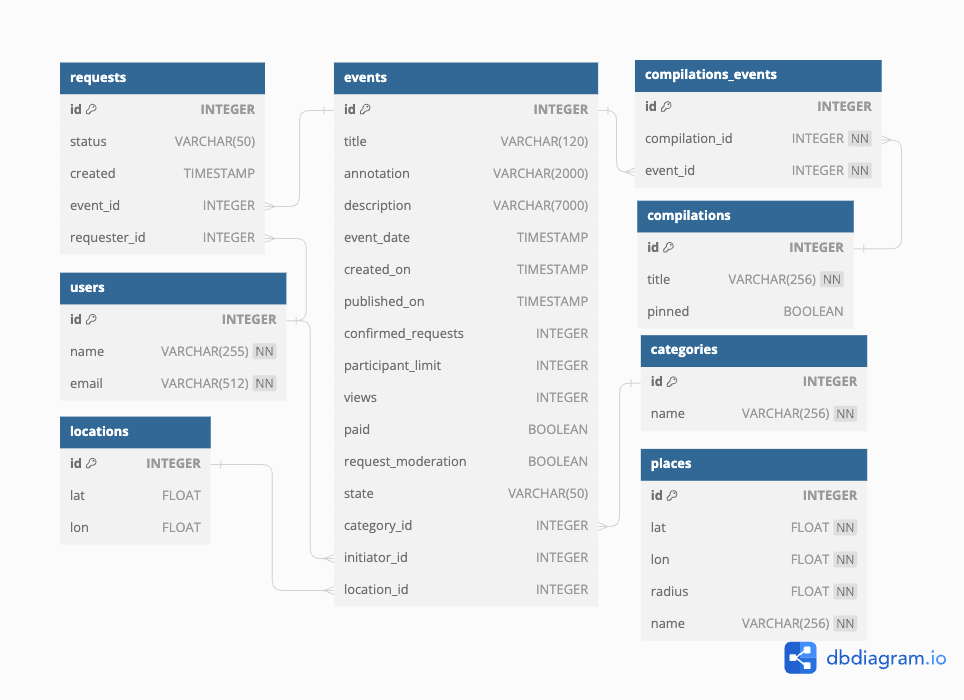 requests
id INTEGER
status VARCHAR(50)
created TIMESTAMP
event_id INTEGER
requester_id INTEGER
users
id INTEGER
name VARCHAR(255) NN
email VARCHAR(512) NN
locations
id INTEGER
lat FLOAT
lon FLOAT
events
id INTEGER
title VARCHAR(120)
annotation VARCHAR(2000)
description VARCHAR(7000)
event_date TIMESTAMP
created_on TIMESTAMP
published_on TIMESTAMP
confirmed_requests INTEGER
participant_limit INTEGER
views INTEGER
paid BOOLEAN
request_moderation BOOLEAN
state VARCHAR(50)
category_id INTEGER
initiator_id INTEGER
location_id INTEGER
compilations_events
id INTEGER
compilation_id INTEGER NN
event_id INTEGER NN
compilations
id INTEGER
title VARCHAR(256) NN
pinned BOOLEAN
categories
id INTEGER
name VARCHAR(256) NN
places
id INTEGER
lat FLOAT NN
lon FLOAT NN
radius FLOAT NN
name VARCHAR(256) NN
dbdiagram.io